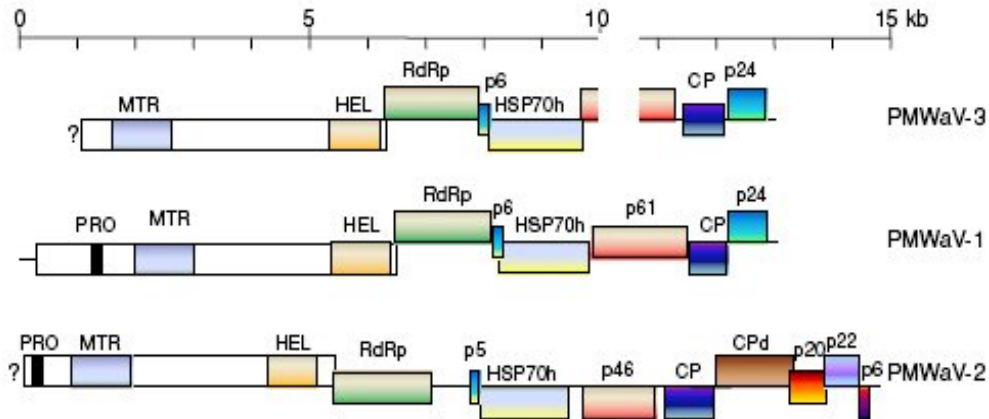 0 5 10 15 kb
RdRp p6 CP p24
MTR HEL HSP70h
? PMWaV-3
RdRp p6 p61 p24
PRO MTR HEL HSP70h CP
PMWaV-1
PRO MTR HEL RdRp p5 HSP70h p46 CP CPd p20 p22 p6
? PMWaV-2